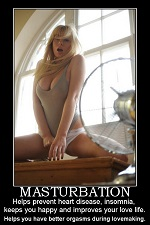 MASTURBATION
Helps prevent heart disease, insomnia,
keeps you happy and improves your love life.
Helps you have better orgasms during lovemaking.